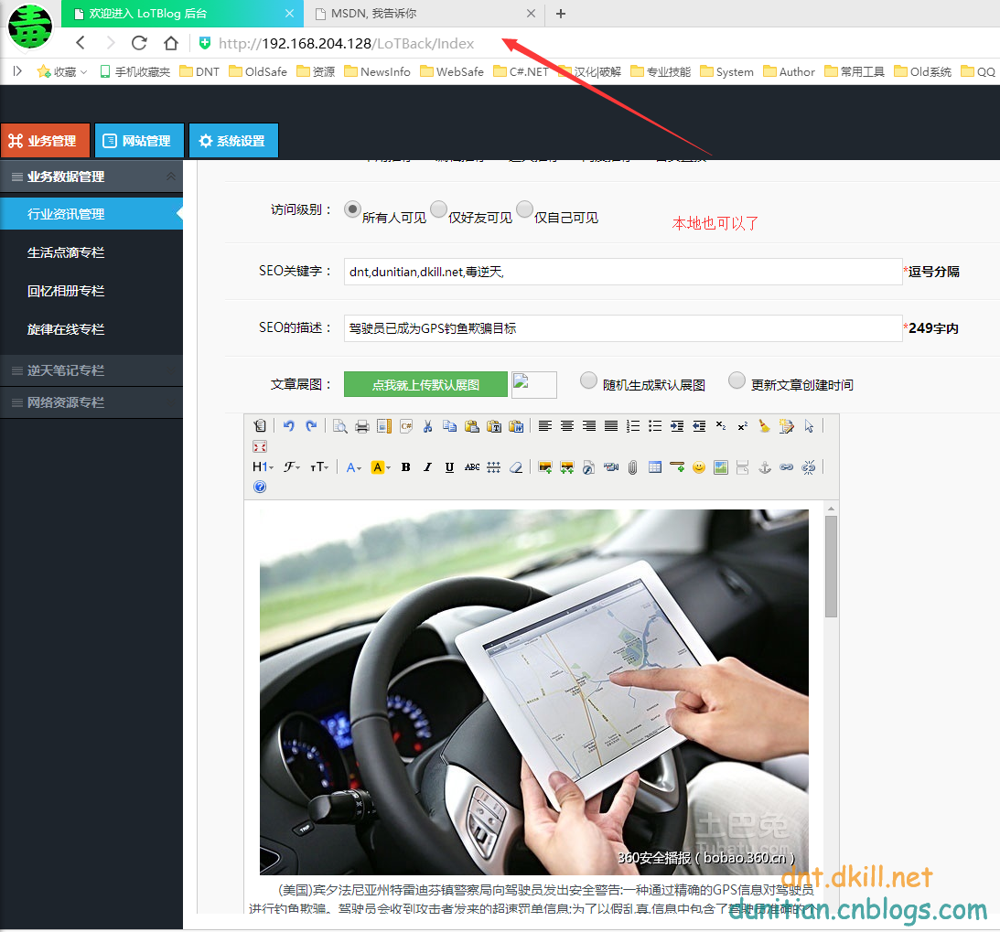 毒
欢迎进入 LoTBlog 后台
MSDN, 我告诉你
http://192.168.204.128/LoTBack/Index
收藏 手机收藏夹 DNT OldSafe 资源 NewsInfo WebSafe C#.NET 汉化|破解 专业技能 System Author 常用工具 Old系统 QQ
业务管理 网站管理 系统设置
业务数据管理
行业资讯管理
生活点滴专栏
回忆相册专栏
旋律在线专栏
逆天笔记专栏
网络资源专栏
访问级别： 所有人可见 仅好友可见 仅自己可见
本地也可以了
SEO关键字： dnt,dunitian,dkill.net,毒逆天, *逗号分隔
SEO的描述： 驾驶员已成为GPS钓鱼欺骗目标 *249字内
文章展图： 点我就上传默认展图 随机生成默认展图 更新文章创建时间
H1 F TT A A B I U ABC
土巴兔
Tubatu.com
360安全播报（bobao.360.cn）
(美国)宾夕法尼亚州特雷迪芬镇警察局向驾驶员发出安全警告:一种通过精确的GPS信息对驾驶员
进行钓鱼欺骗。驾驶员会收到攻击者发来的超速罚单信息;为了以假乱真,信息中包含了驾驶员准确的个
dnt.dkill.net
dunitian.cnblogs.com